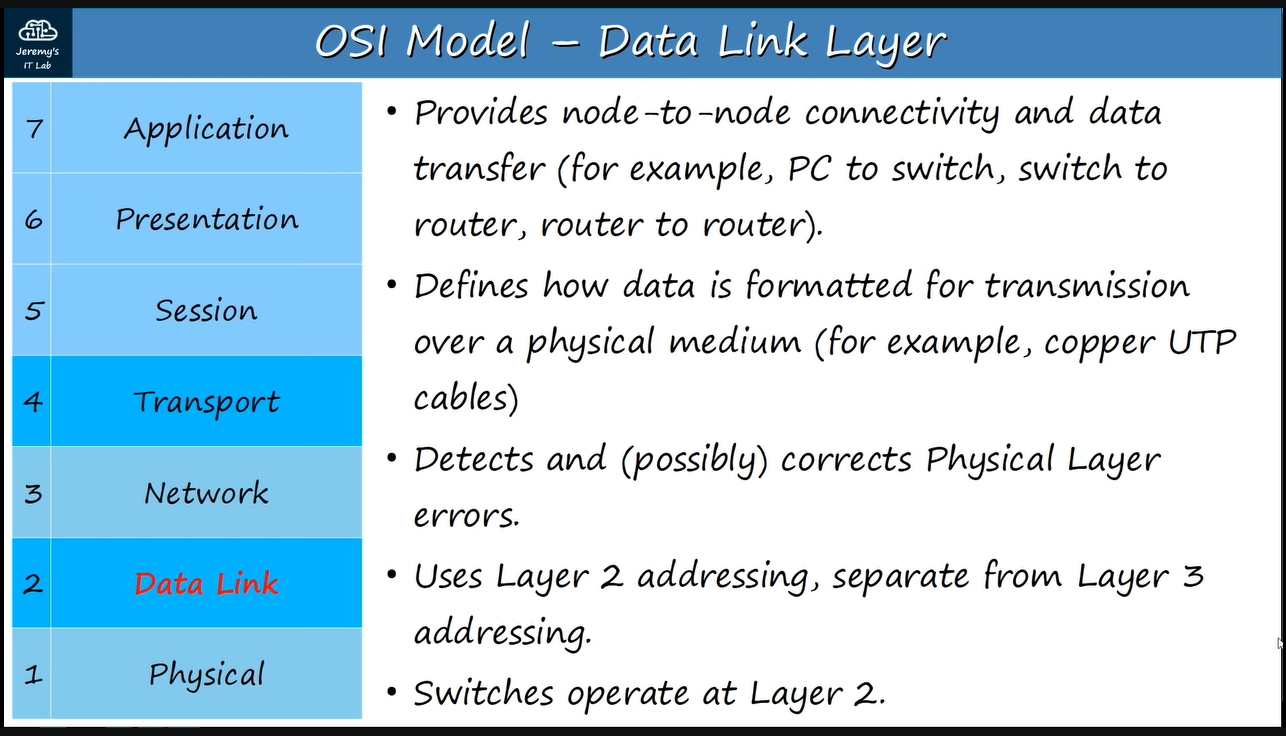 Jeremy's
IT Lab
OSI Model – Data Link Layer
7 Application
6 Presentation
5 Session
4 Transport
3 Network
2 Data Link
1 Physical
• Provides node-to-node connectivity and data
transfer (for example, PC to switch, switch to
router, router to router).
• Defines how data is formatted for transmission
over a physical medium (for example, copper UTP
cables)
• Detects and (possibly) corrects Physical Layer
errors.
• Uses Layer 2 addressing, separate from Layer 3
addressing.
• Switches operate at Layer 2.